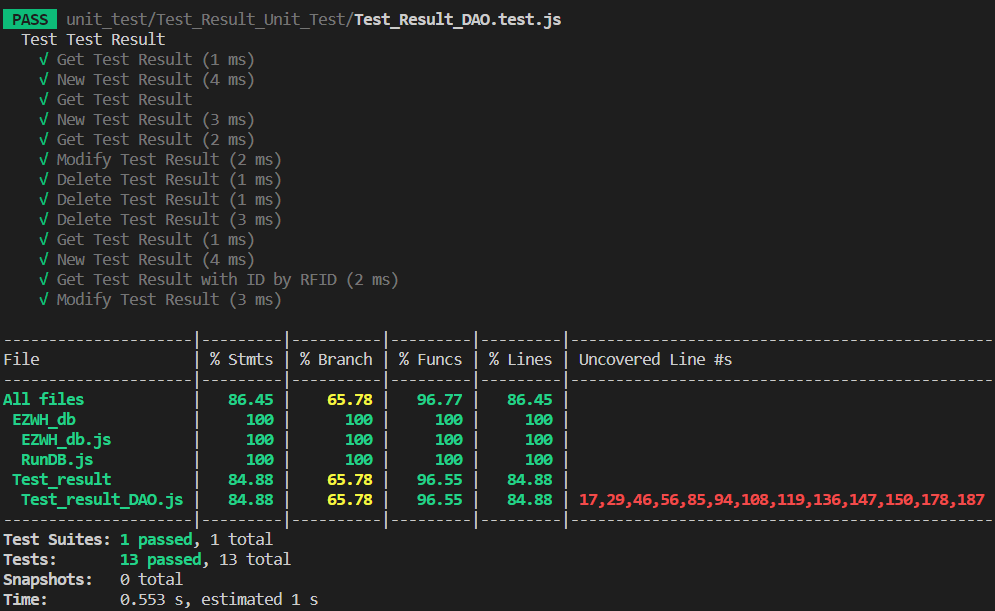 PASS unit_test/Test_Result_Unit_Test/Test_Result_DAO.test.js
  Test Test Result
    √ Get Test Result (1 ms)
    √ New Test Result (4 ms)
    √ Get Test Result
    √ New Test Result (3 ms)
    √ Get Test Result (2 ms)
    √ Modify Test Result (2 ms)
    √ Delete Test Result (1 ms)
    √ Delete Test Result (1 ms)
    √ Delete Test Result (3 ms)
    √ Get Test Result (1 ms)
    √ New Test Result (4 ms)
    √ Get Test Result with ID by RFID (2 ms)
    √ Modify Test Result (3 ms)
---------------------|---------|----------|---------|---------|-----------------------------------------------
File                 | % Stmts | % Branch | % Funcs | % Lines | Uncovered Line #s
---------------------|---------|----------|---------|---------|-----------------------------------------------
All files            |   86.45 |    65.78 |   96.77 |   86.45 |
 EZWH_db             |     100 |      100 |     100 |     100 |
  EZWH_db.js         |     100 |      100 |     100 |     100 |
  RunDB.js           |     100 |      100 |     100 |     100 |
 Test_result         |   84.88 |    65.78 |   96.55 |   84.88 |
  Test_result_DAO.js |   84.88 |    65.78 |   96.55 |   84.88 | 17,29,46,56,85,94,108,119,136,147,150,178,187
---------------------|---------|----------|---------|---------|-----------------------------------------------
Test Suites: 1 passed, 1 total
Tests:       13 passed, 13 total
Snapshots:   0 total
Time:        0.553 s, estimated 1 s